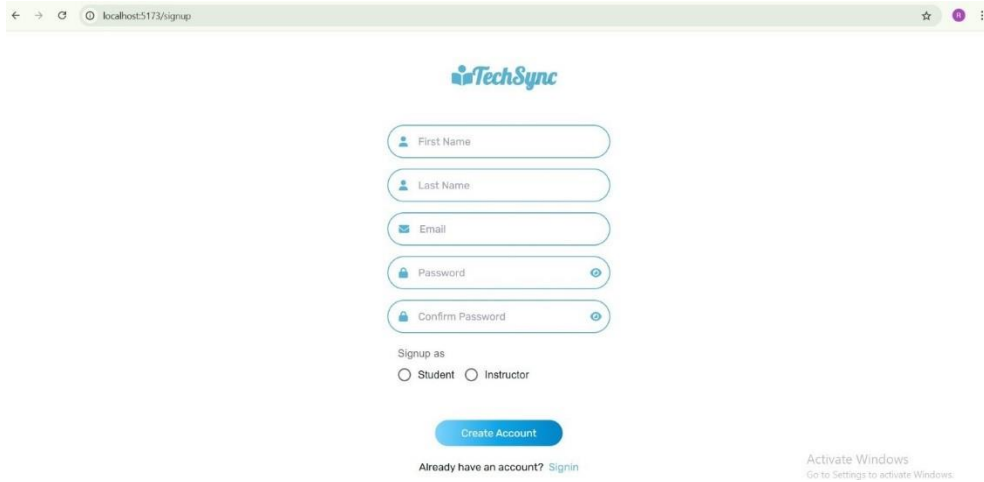 localhost:5173/signup
R
TechSync
First Name
Last Name
Email
Password
Confirm Password
Signup as
Student Instructor
Create Account
Already have an account? Signin
Activate Windows
Go to Settings to activate Windows.